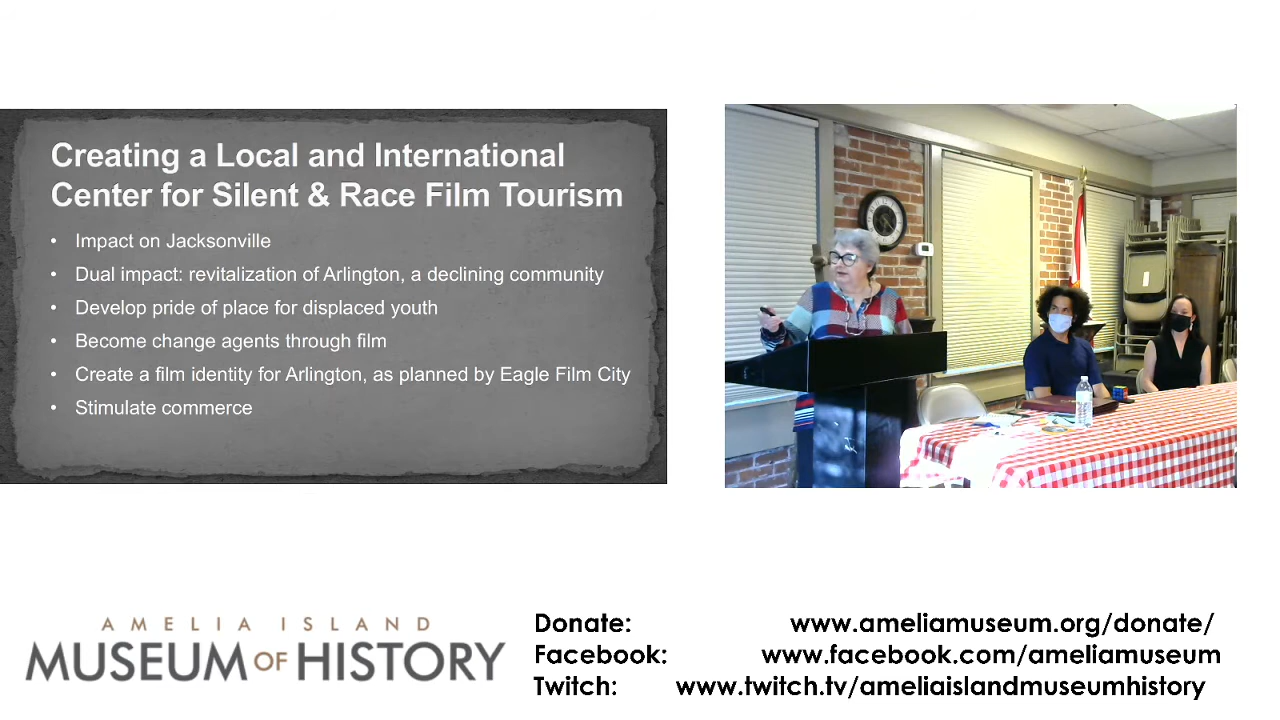 Creating a Local and International
Center for Silent & Race Film Tourism
• Impact on Jacksonville
• Dual impact: revitalization of Arlington, a declining community
• Develop pride of place for displaced youth
• Become change agents through film
• Create a film identity for Arlington, as planned by Eagle Film City
• Stimulate commerce
AMELIA ISLAND
MUSEUM OF HISTORY
Donate: www.ameliamuseum.org/donate/
Facebook: www.facebook.com/ameliamuseum
Twitch: www.twitch.tv/ameliaislandmuseumhistory